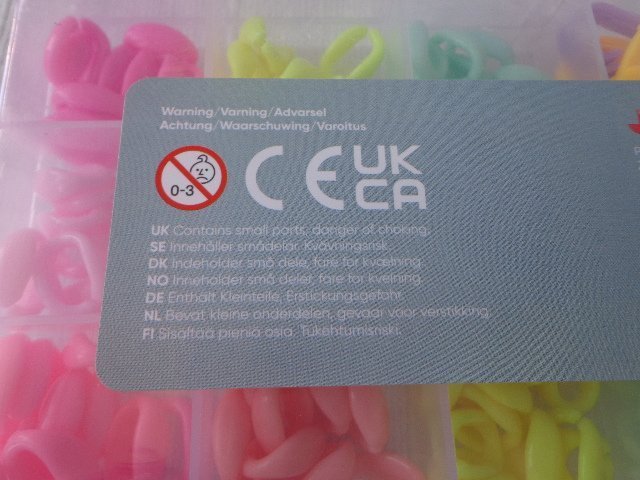 Warning/Varning/Advarsel
Achtung/Waarschuwing/Varoitus
0-3
CE UK
CA
UK Contains small parts, danger of choking.
SE Innehåller smådelar. Kvävningsrisk.
DK Indeholder små dele, fare for kvælning.
NO Inneholder små deler, fare for kvelning.
DE Enthält Kleinteile, Erstickungsgefahr.
NL Bevat kleine onderdelen, gevaar voor verstikking.
FI Sisältää pieniä osia. Tukehtumisriski.